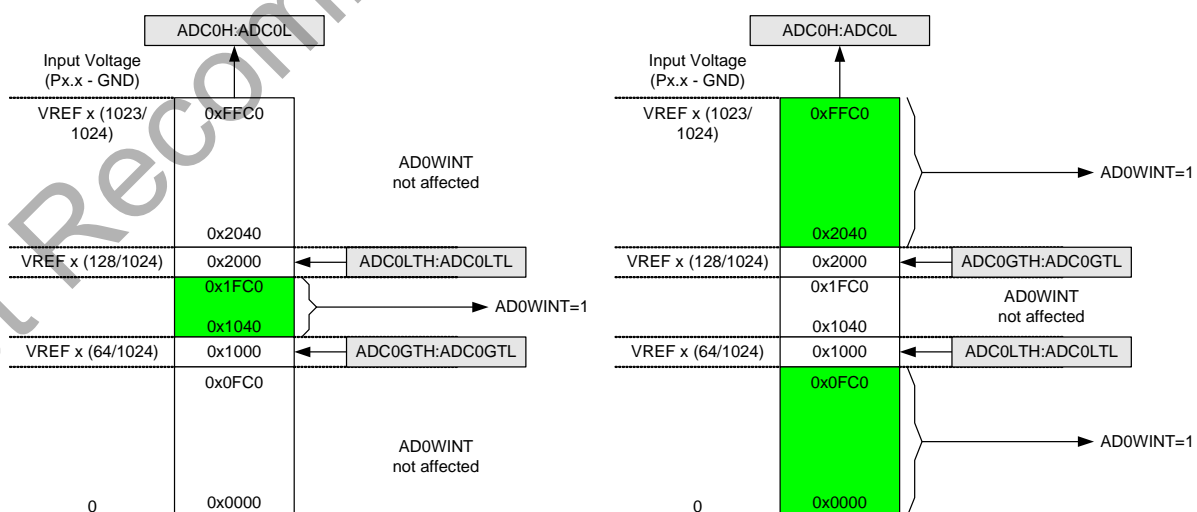 ADC0H:ADC0L
Input Voltage
(Px.x - GND)
VREF x (1023/
1024)
0xFFC0
AD0WINT
not affected
0x2040
VREF x (128/1024)
0x2000
ADC0LTH:ADC0LTL
0x1FC0
AD0WINT=1
0x1040
VREF x (64/1024)
0x1000
ADC0GTH:ADC0GTL
0x0FC0
AD0WINT
not affected
0
0x0000
ADC0H:ADC0L
Input Voltage
(Px.x - GND)
VREF x (1023/
1024)
0xFFC0
AD0WINT=1
0x2040
VREF x (128/1024)
0x2000
ADC0GTH:ADC0GTL
0x1FC0
AD0WINT
not affected
0x1040
VREF x (64/1024)
0x1000
ADC0LTH:ADC0LTL
0x0FC0
AD0WINT=1
0
0x0000